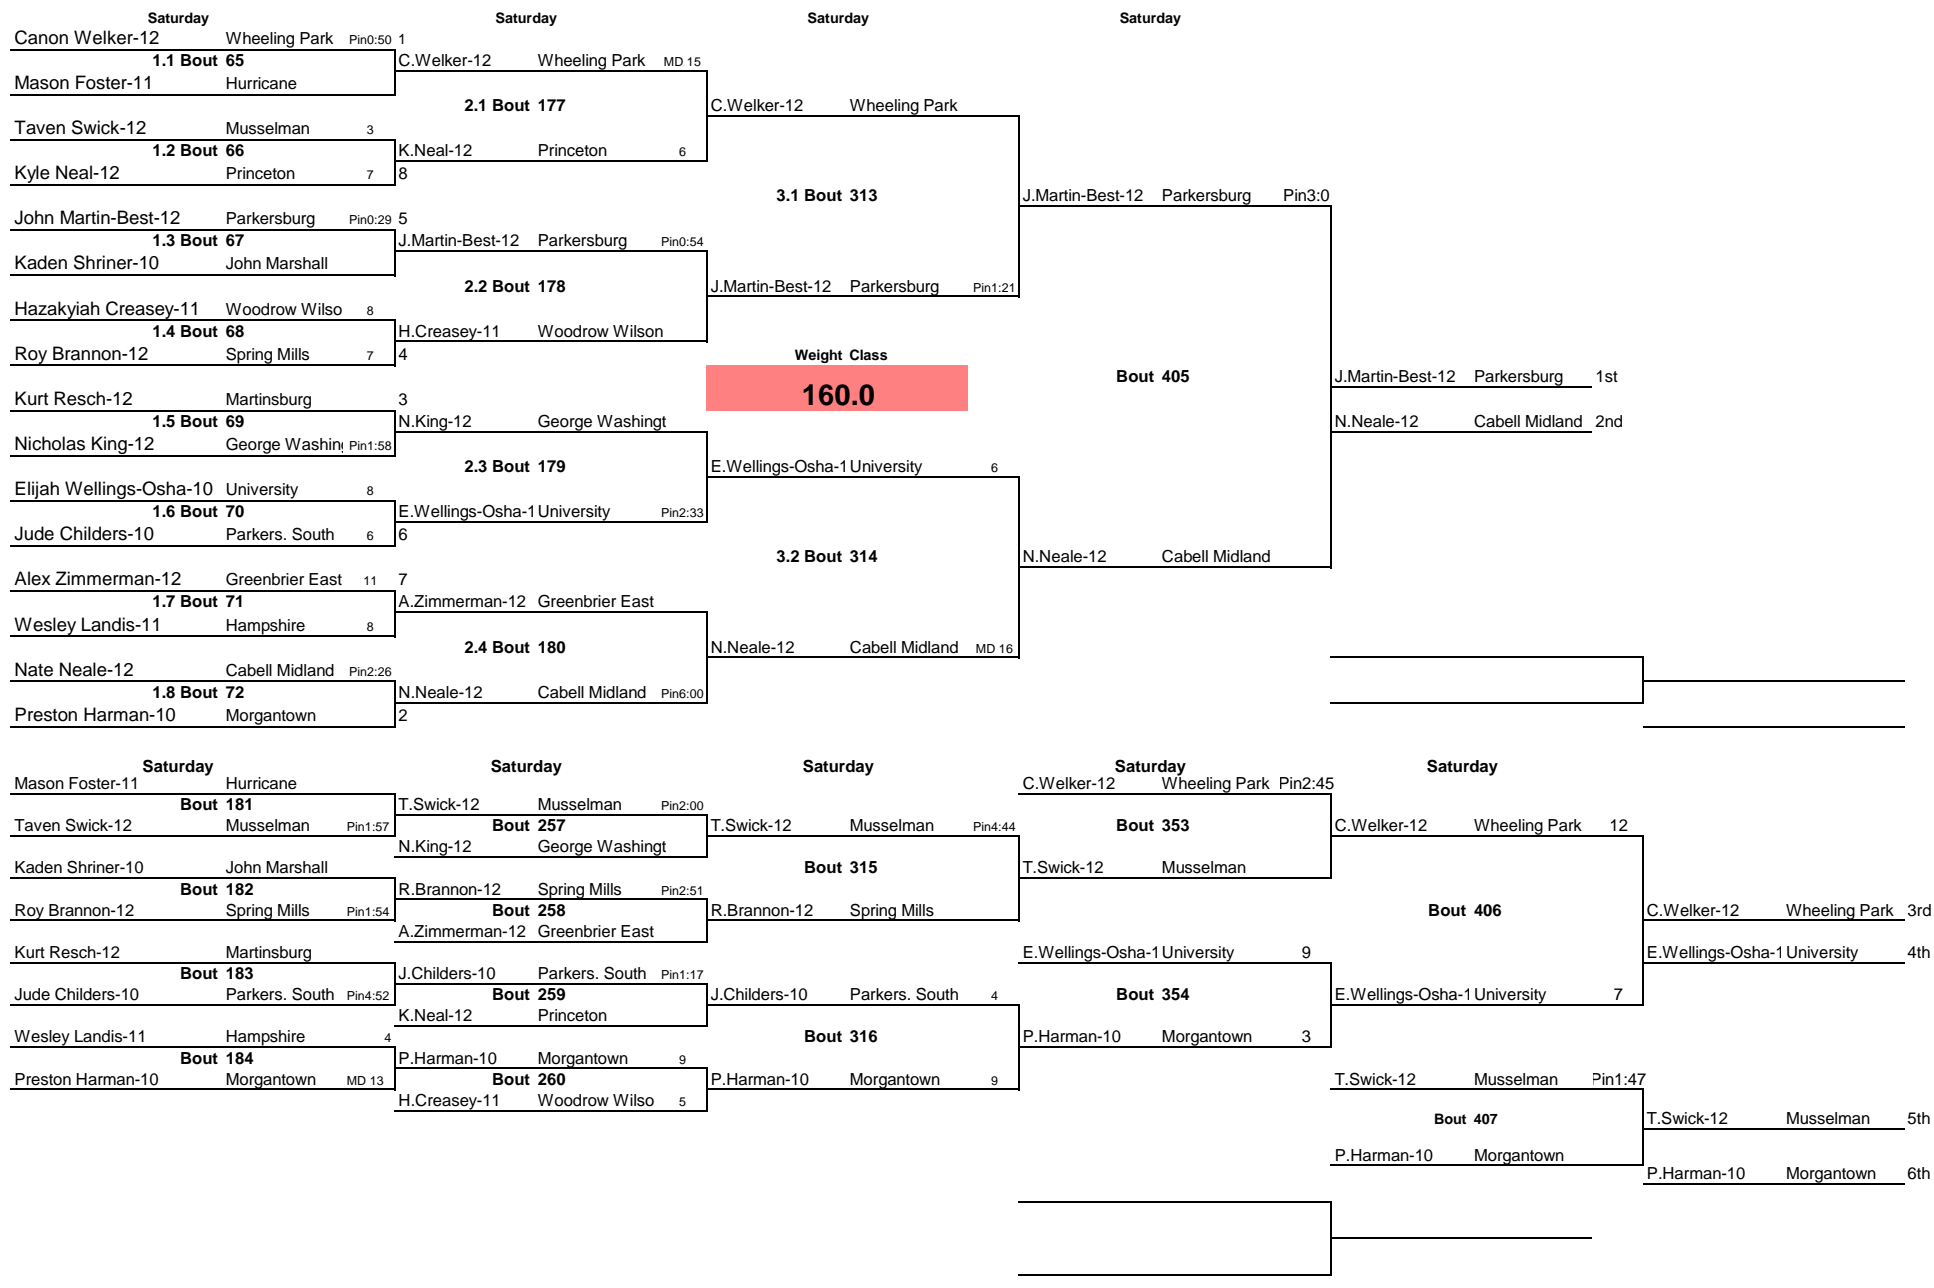 Saturday Saturday Saturday Saturday
Canon Welker-12 Wheeling Park Pin0:50 1
1.1 Bout 65 C.Welker-12 Wheeling Park MD 15
Mason Foster-11 Hurricane
2.1 Bout 177 C.Welker-12 Wheeling Park
Taven Swick-12 Musselman 3
1.2 Bout 66 K.Neal-12 Princeton 6
Kyle Neal-12 Princeton 7 8
3.1 Bout 313 J.Martin-Best-12 Parkersburg Pin3:0
John Martin-Best-12 Parkersburg Pin0:29 5
1.3 Bout 67 J.Martin-Best-12 Parkersburg Pin0:54
Kaden Shriner-10 John Marshall
2.2 Bout 178 J.Martin-Best-12 Parkersburg Pin1:21
Hazakyiah Creasey-11 Woodrow Wilso 8
1.4 Bout 68 H.Creasey-11 Woodrow Wilson
Roy Brannon-12 Spring Mills 7 4 Weight Class
Bout 405 J.Martin-Best-12 Parkersburg 1st
Kurt Resch-12 Martinsburg 3 160.0
1.5 Bout 69 N.King-12 George Washingt N.Neale-12 Cabell Midland 2nd
Nicholas King-12 George Washing Pin1:58
2.3 Bout 179 E.Wellings-Osha-1 University 6
Elijah Wellings-Osha-10 University 8
1.6 Bout 70 E.Wellings-Osha-1 University Pin2:33
Jude Childers-10 Parkers. South 6 6
3.2 Bout 314 N.Neale-12 Cabell Midland
Alex Zimmerman-12 Greenbrier East 11 7
1.7 Bout 71 A.Zimmerman-12 Greenbrier East
Wesley Landis-11 Hampshire 8
2.4 Bout 180 N.Neale-12 Cabell Midland MD 16
Nate Neale-12 Cabell Midland Pin2:26
1.8 Bout 72 N.Neale-12 Cabell Midland Pin6:00
Preston Harman-10 Morgantown 2
Saturday Saturday Saturday Saturday Saturday
Mason Foster-11 Hurricane C.Welker-12 Wheeling Park Pin2:45
Bout 181 T.Swick-12 Musselman Pin2:00
Taven Swick-12 Musselman Pin1:57 Bout 257 T.Swick-12 Musselman Pin4:44 Bout 353 C.Welker-12 Wheeling Park 12
N.King-12 George Washingt
Kaden Shriner-10 John Marshall Bout 315 T.Swick-12 Musselman
Bout 182 R.Brannon-12 Spring Mills Pin2:51
Roy Brannon-12 Spring Mills Pin1:54 Bout 258 R.Brannon-12 Spring Mills Bout 406 C.Welker-12 Wheeling Park 3rd
A.Zimmerman-12 Greenbrier East
Kurt Resch-12 Martinsburg E.Wellings-Osha-1 University 9 E.Wellings-Osha-1 University 4th
Bout 183 J.Childers-10 Parkers. South Pin1:17
Jude Childers-10 Parkers. South Pin4:52 Bout 259 J.Childers-10 Parkers. South 4 Bout 354 E.Wellings-Osha-1 University 7
K.Neal-12 Princeton
Wesley Landis-11 Hampshire 4 Bout 316 P.Harman-10 Morgantown 3
Bout 184 P.Harman-10 Morgantown 9
Preston Harman-10 Morgantown MD 13 Bout 260 P.Harman-10 Morgantown 9 T.Swick-12 Musselman Pin1:47
H.Creasey-11 Woodrow Wilso 5
Bout 407 T.Swick-12 Musselman 5th
P.Harman-10 Morgantown
P.Harman-10 Morgantown 6th